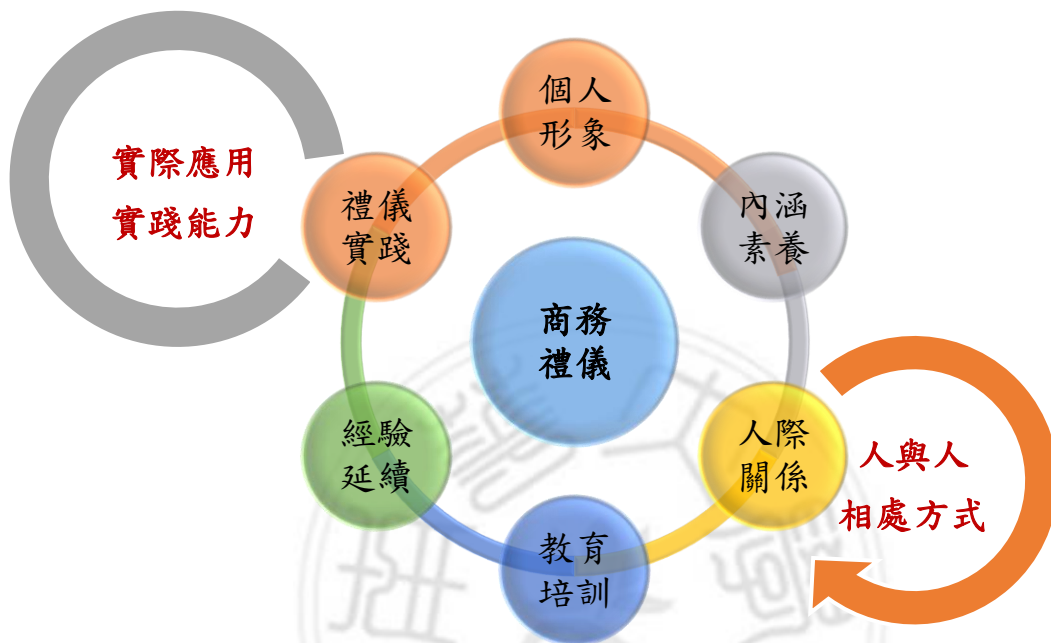 個人
形象
實際應用
實踐能力
禮儀
實踐
內涵
素養
商務
禮儀
經驗
延續
人際
關係
人與人
相處方式
教育
培訓